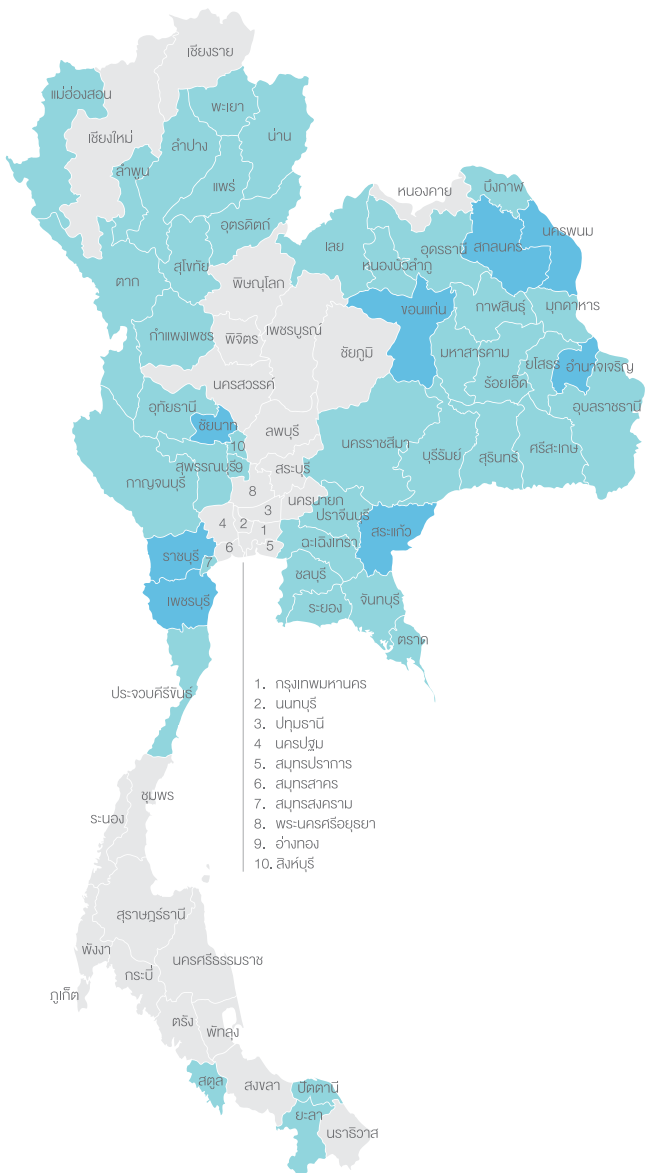 เชียงราย
แม่ฮ่องสอน
พะเยา
เชียงใหม่
น่าน
ลำปาง
ลำพูน
แพร่
หนองคาย
บึงกาฬ
อุตรดิตถ์
นครพนม
เลย
อุดรธานี
สกลนคร
สุโขทัย
หนองบัวลำภู
ตาก
พิษณุโลก
กำแพงเพชร
ขอนแก่น
กาฬสินธุ์
มุกดาหาร
พิจิตร
เพชรบูรณ์
ชัยภูมิ
มหาสารคาม
ยโสธร
อำนาจเจริญ
ร้อยเอ็ด
นครสวรรค์
อุทัยธานี
อุบลราชธานี
ชัยนาท
ลพบุรี
10
นครราชสีมา
บุรีรัมย์
สุรินทร์
ศรีสะเกษ
สุพรรณบุรี
9
สระบุรี
กาญจนบุรี
8
นครนายก
3
ปราจีนบุรี
4
2
1
สระแก้ว
6
5
ฉะเชิงเทรา
ราชบุรี
7
ชลบุรี
เพชรบุรี
ระยอง
จันทบุรี
ตราด
ประจวบคีรีขันธ์
1. กรุงเทพมหานคร
2. นนทบุรี
3 ปทุมธานี
4 นครปฐม
5. สมุทรปราการ
6. สมุทรสาคร
7. สมุทรสงคราม
8 พระนครศรีอยุธยา
9. อ่างทอง
10. สิงห์บุรี
ชุมพร
ระนอง
สุราษฎร์ธานี
พังงา
นครศรีธรรมราช
กระบี่
ภูเก็ต
ตรัง
พัทลุง
สตูล
สงขลา
ปัตตานี
ยะลา
นราธิวาส